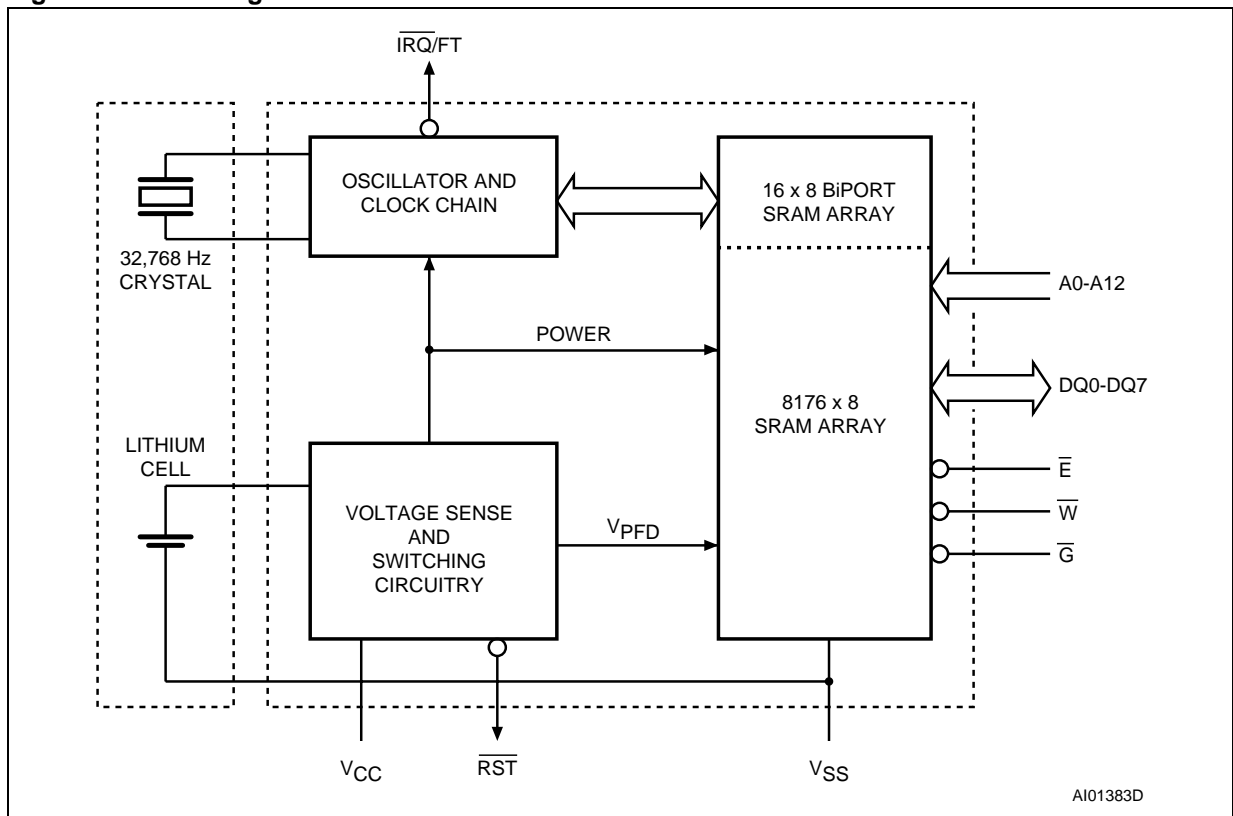 IRQ/FT
OSCILLATOR AND
CLOCK CHAIN
16 x 8 BiPORT
SRAM ARRAY
32,768 Hz
CRYSTAL
A0-A12
POWER
DQ0-DQ7
8176 x 8
SRAM ARRAY
LITHIUM
CELL
E
W
G
VOLTAGE SENSE
AND
SWITCHING
CIRCUITRY
VPFD
VCC
RST
VSS
AI01383D